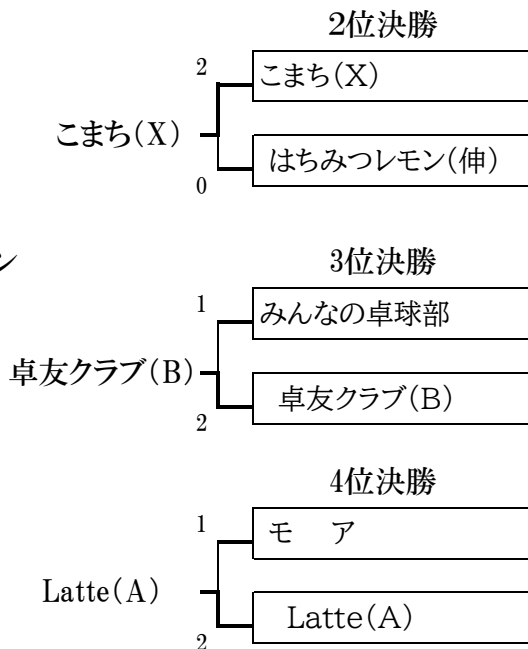 2位決勝
2
こまち(X)
こまち(X)
はちみつレモン(伸)
0
ン
3位決勝
1
みんなの卓球部
卓友クラブ(B)
卓友クラブ(B)
2
4位決勝
1
モ ア
Latte(A)
Latte(A)
2